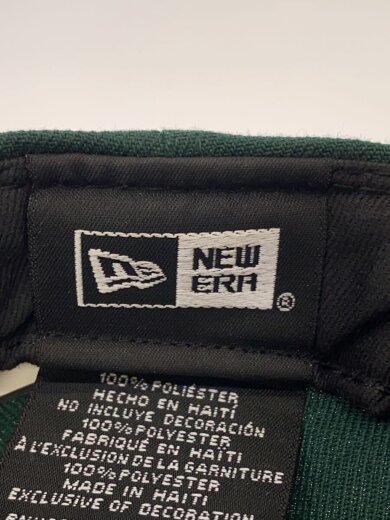 NEW
ERA
®
100% POLIÉSTER
HECHO EN HAITÍ
NO INCLUYE DECORACIÓN
100% POLYESTER
FABRIQUÉ EN HAÏTI
À L'EXCLUSION DE LA GARNITURE
100% POLYESTER
MADE IN HAITI
EXCLUSIVE OF DECORATION